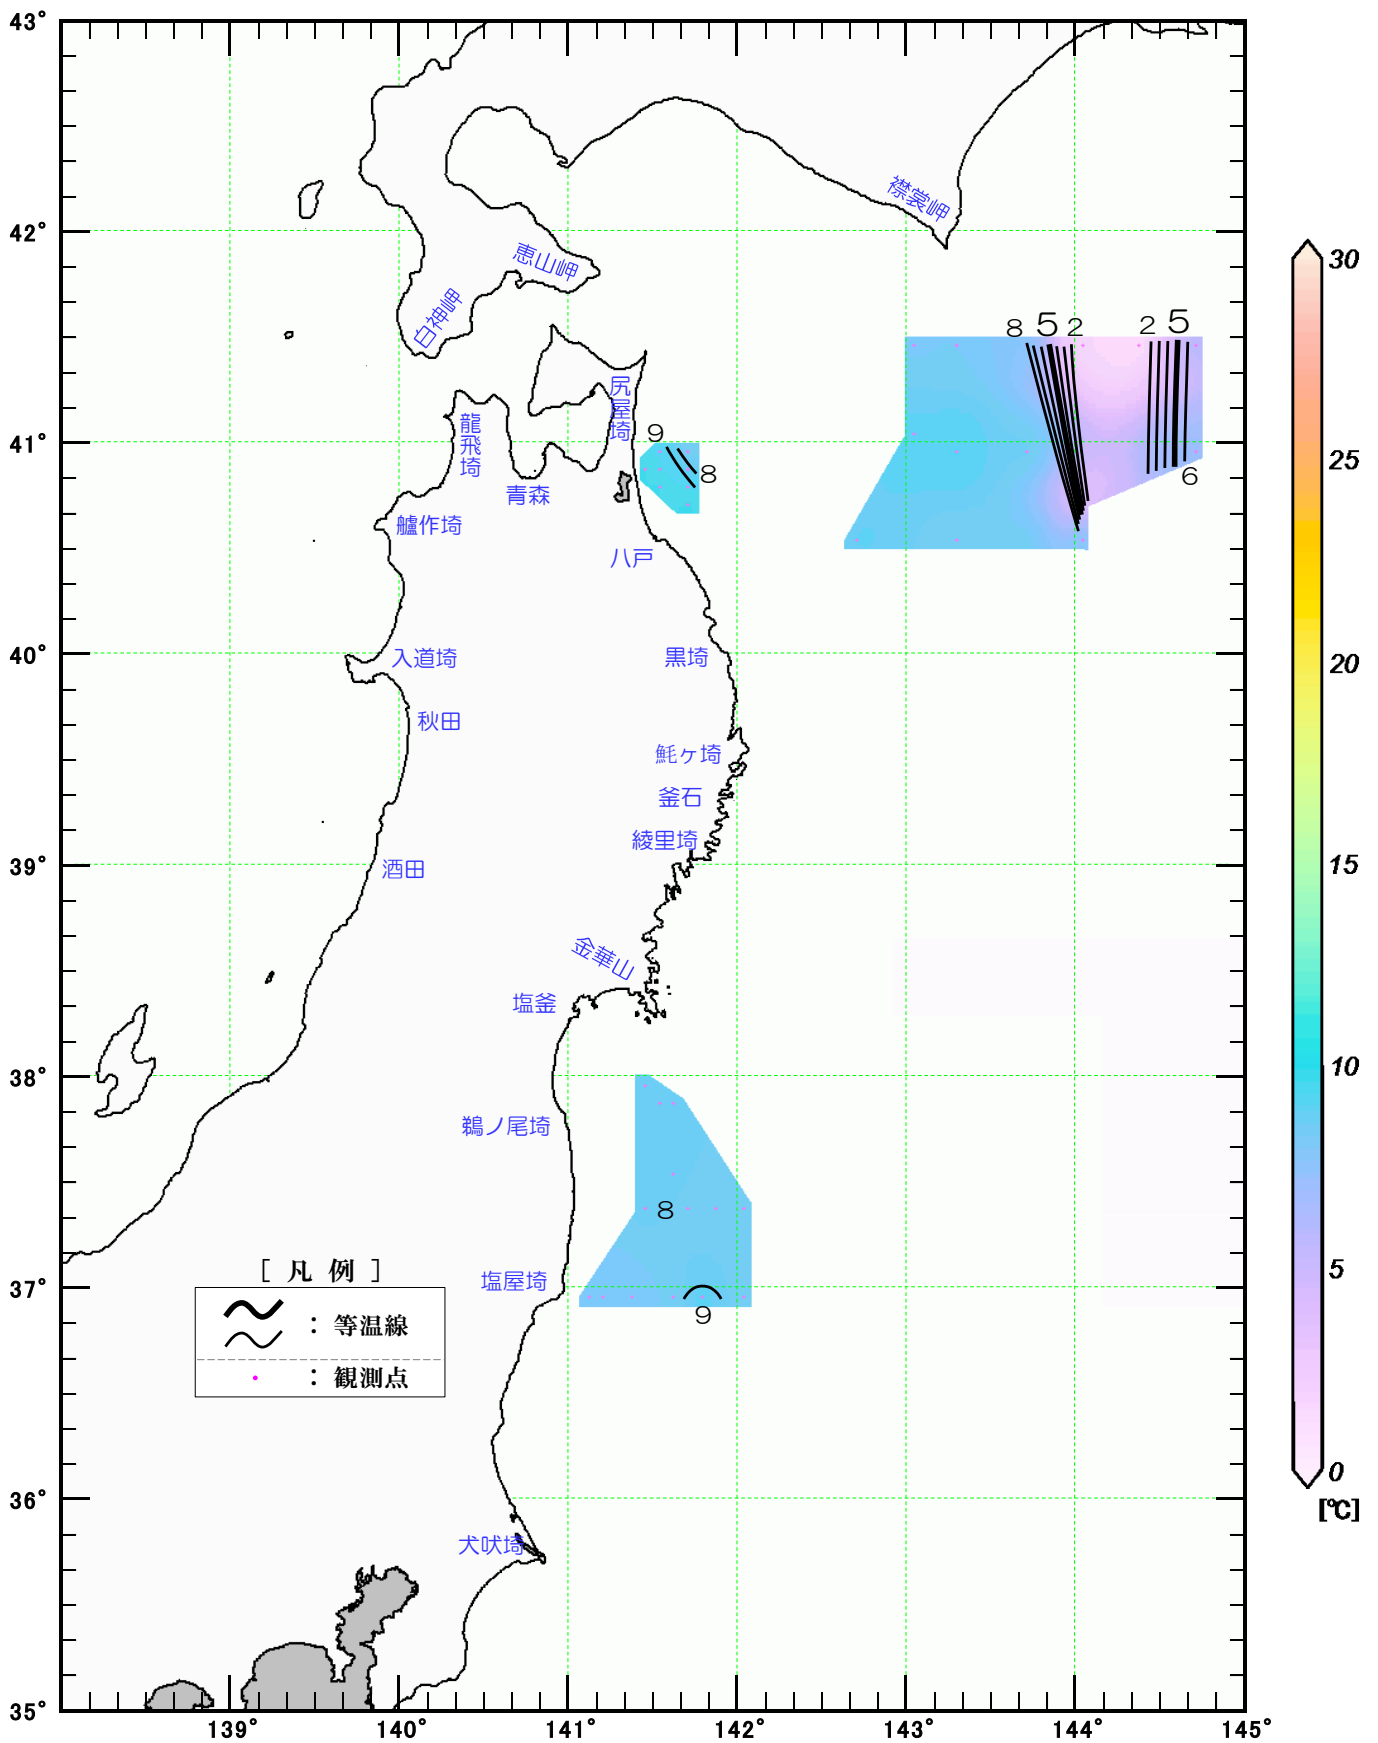 43°
42°
41°
40°
39°
38°
37°
36°
35°
139°
140°
141°
142°
143°
144°
145°
襟裳岬
恵山岬
白神岬
尻屋埼
龍飛埼
青森
艫作埼
八戸
入道埼
黒埼
秋田
魹ヶ埼
釜石
綾里埼
酒田
金華山
塩釜
鵜ノ尾埼
塩屋埼
犬吠埼
8 5 2
2 5
6
9
8
8
9
[ 凡 例 ]
: 等温線
: 観測点
30
25
20
15
10
5
0
[℃]